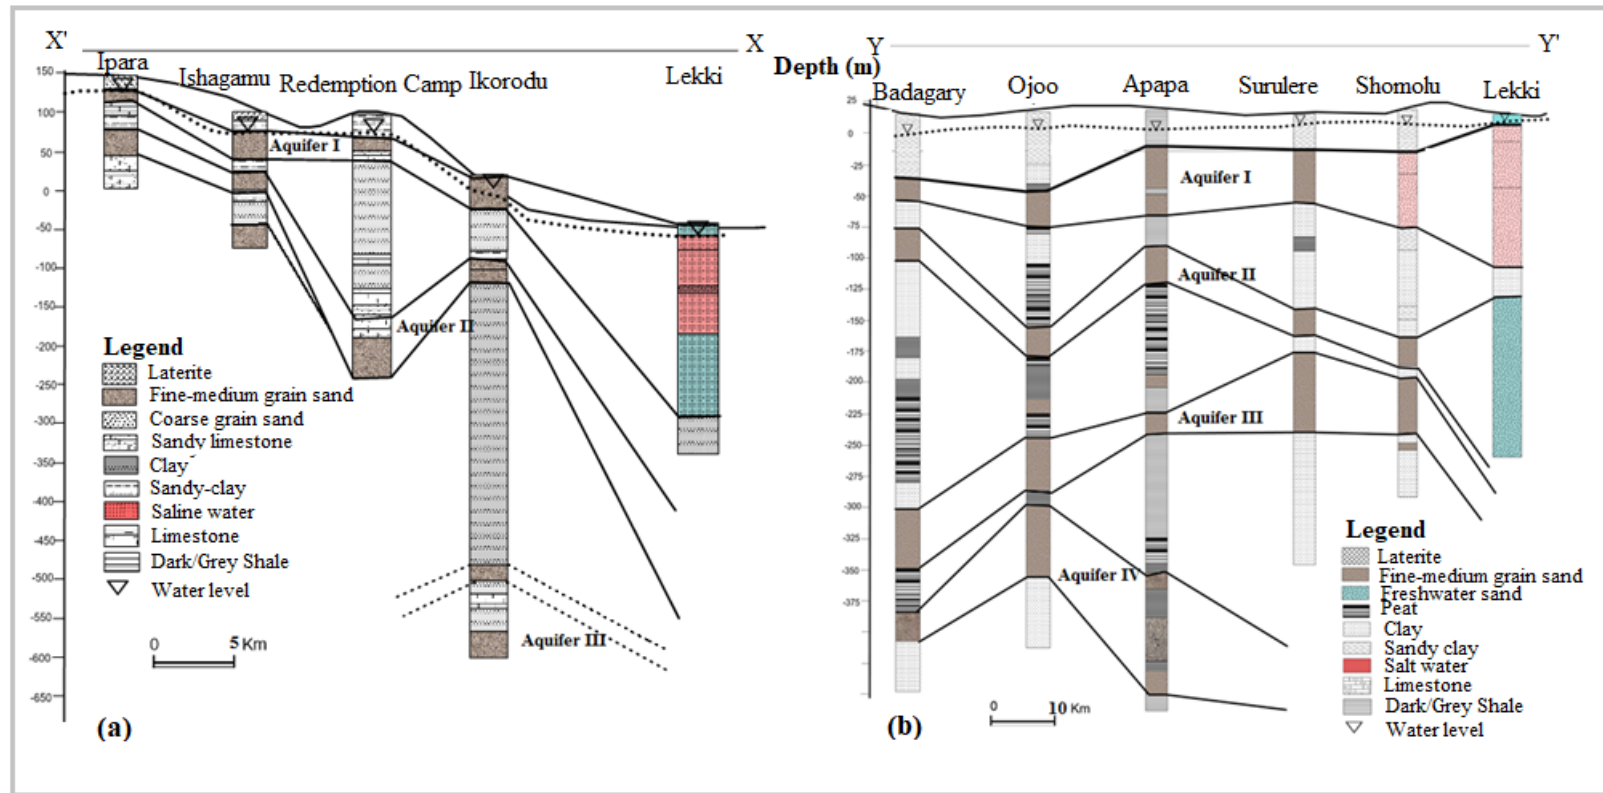 X'
X
Ipara
Ishagamu
Redemption Camp
Ikorodu
Lekki
150
100
50
0
-50
-100
-150
-200
-250
-300
-350
-400
-450
-500
-550
-600
-650
Aquifer I
Aquifer II
Aquifer III
Legend
Laterite
Fine-medium grain sand
Coarse grain sand
Sandy limestone
Clay
Sandy-clay
Saline water
Limestone
Dark/Grey Shale
Water level
0 5 Km
(a)
Y
Y'
Depth (m)
Badagary
Ojoo
Apapa
Surulere
Shomolu
Lekki
25
0
-25
-50
-75
-100
-125
-150
-175
-200
-225
-250
-275
-300
-325
-350
-375
Aquifer I
Aquifer II
Aquifer III
Aquifer IV
Legend
Laterite
Fine-medium grain sand
Freshwater sand
Peat
Clay
Sandy clay
Salt water
Limestone
Dark/Grey Shale
Water level
0 10 Km
(b)